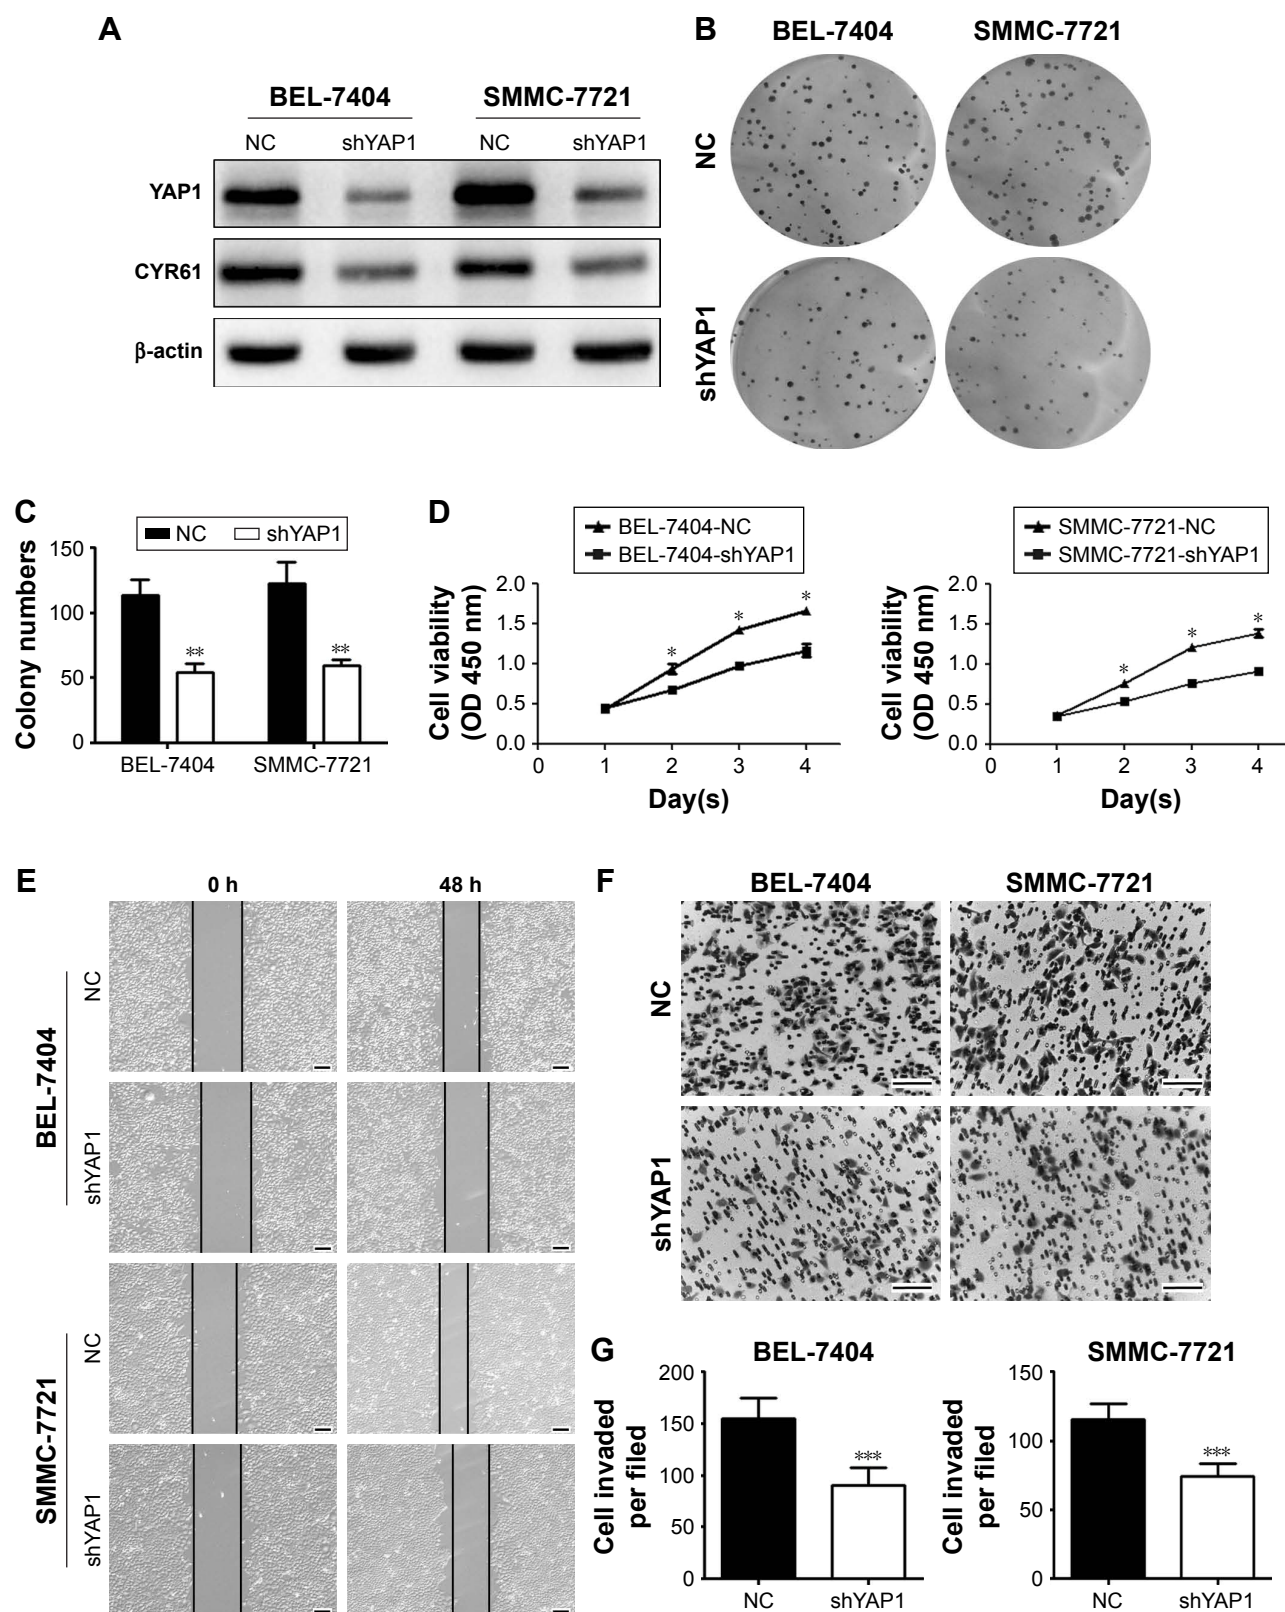 A
BEL-7404 SMMC-7721
NC shYAP1 NC shYAP1
YAP1
CYR61
β-actin
B
BEL-7404 SMMC-7721
NC
shYAP1
C
NC shYAP1
Colony numbers
150
100
50
0
** **
BEL-7404 SMMC-7721
D
BEL-7404-NC
BEL-7404-shYAP1
Cell viability
(OD 450 nm)
2.0
1.5
1.0
0.5
0.0
* * *
0 1 2 3 4
Day(s)
SMMC-7721-NC
SMMC-7721-shYAP1
Cell viability
(OD 450 nm)
2.0
1.5
1.0
0.5
0.0
* * *
0 1 2 3 4
Day(s)
E
0 h 48 h
BEL-7404
NC
shYAP1
SMMC-7721
NC
shYAP1
F
BEL-7404 SMMC-7721
NC
shYAP1
G
BEL-7404
Cell invaded
per filed
200
150
100
50
0
***
NC shYAP1
SMMC-7721
Cell invaded
per filed
150
100
50
0
***
NC shYAP1